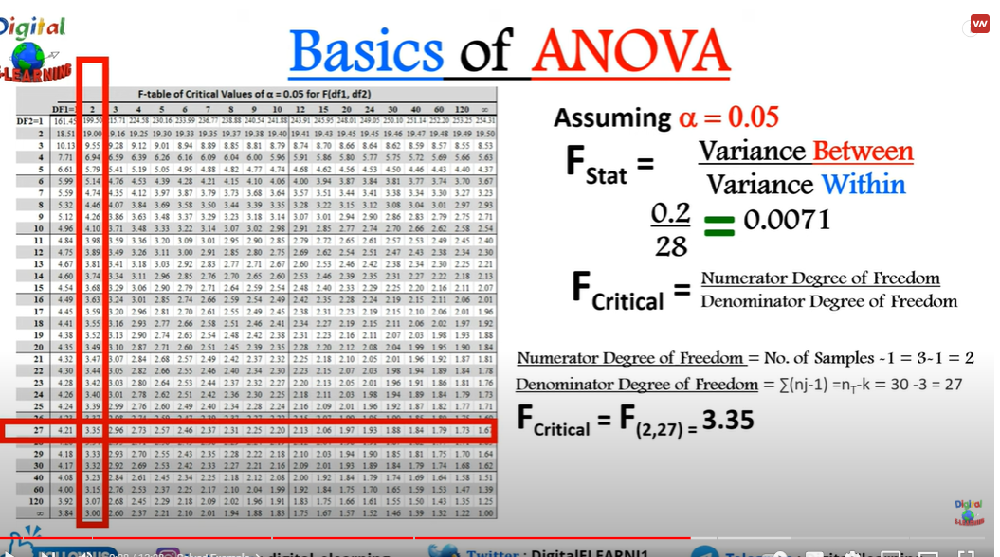 Digital
E-LEARNING
VN
Basics of ANOVA
F-table of Critical Values of α = 0.05 for F(df1, df2)
DF1=1 2 3 4 5 6 7 8 9 10 12 15 20 24 30 40 60 120 ∞
DF2=1 161.45 199.50 215.71 224.58 230.16 233.99 236.77 238.88 240.54 241.88 243.91 245.95 248.01 249.05 250.10 251.14 252.20 253.25 254.31
2 18.51 19.00 19.16 19.25 19.30 19.33 19.35 19.37 19.38 19.40 19.41 19.43 19.45 19.45 19.46 19.47 19.48 19.49 19.50
3 10.13 9.55 9.28 9.12 9.01 8.94 8.89 8.85 8.81 8.79 8.74 8.70 8.66 8.64 8.62 8.59 8.57 8.55 8.53
4 7.71 6.94 6.59 6.39 6.26 6.16 6.09 6.04 6.00 5.96 5.91 5.86 5.80 5.77 5.75 5.72 5.69 5.66 5.63
5 6.61 5.79 5.41 5.19 5.05 4.95 4.88 4.82 4.77 4.74 4.68 4.62 4.56 4.53 4.50 4.46 4.43 4.40 4.37
6 5.99 5.14 4.76 4.53 4.39 4.28 4.21 4.15 4.10 4.06 4.00 3.94 3.87 3.84 3.81 3.77 3.74 3.70 3.67
7 5.59 4.74 4.35 4.12 3.97 3.87 3.79 3.73 3.68 3.64 3.57 3.51 3.44 3.41 3.38 3.34 3.30 3.27 3.23
8 5.32 4.46 4.07 3.84 3.69 3.58 3.50 3.44 3.39 3.35 3.28 3.22 3.15 3.12 3.08 3.04 3.01 2.97 2.93
9 5.12 4.26 3.86 3.63 3.48 3.37 3.29 3.23 3.18 3.14 3.07 3.01 2.94 2.90 2.86 2.83 2.79 2.75 2.71
10 4.96 4.10 3.71 3.48 3.33 3.22 3.14 3.07 3.02 2.98 2.91 2.85 2.77 2.74 2.70 2.66 2.62 2.58 2.54
11 4.84 3.98 3.59 3.36 3.20 3.09 3.01 2.95 2.90 2.85 2.79 2.72 2.65 2.61 2.57 2.53 2.49 2.45 2.40
12 4.75 3.89 3.49 3.26 3.11 3.00 2.91 2.85 2.80 2.75 2.69 2.62 2.54 2.51 2.47 2.43 2.38 2.34 2.30
13 4.67 3.81 3.41 3.18 3.03 2.92 2.83 2.77 2.71 2.67 2.60 2.53 2.46 2.42 2.38 2.34 2.30 2.25 2.21
14 4.60 3.74 3.34 3.11 2.96 2.85 2.76 2.70 2.65 2.60 2.53 2.46 2.39 2.35 2.31 2.27 2.22 2.18 2.13
15 4.54 3.68 3.29 3.06 2.90 2.79 2.71 2.64 2.59 2.54 2.48 2.40 2.33 2.29 2.25 2.20 2.16 2.11 2.07
16 4.49 3.63 3.24 3.01 2.85 2.74 2.66 2.59 2.54 2.49 2.42 2.35 2.28 2.24 2.19 2.15 2.11 2.06 2.01
17 4.45 3.59 3.20 2.96 2.81 2.70 2.61 2.55 2.49 2.45 2.38 2.31 2.23 2.19 2.15 2.10 2.06 2.01 1.96
18 4.41 3.55 3.16 2.93 2.77 2.66 2.58 2.51 2.46 2.41 2.34 2.27 2.19 2.15 2.11 2.06 2.02 1.97 1.92
19 4.38 3.52 3.13 2.90 2.74 2.63 2.54 2.48 2.42 2.38 2.31 2.23 2.16 2.11 2.07 2.03 1.98 1.93 1.88
20 4.35 3.49 3.10 2.87 2.71 2.60 2.51 2.45 2.39 2.35 2.28 2.20 2.12 2.08 2.04 1.99 1.95 1.90 1.84
21 4.32 3.47 3.07 2.84 2.68 2.57 2.49 2.42 2.37 2.32 2.25 2.18 2.10 2.05 2.01 1.96 1.92 1.87 1.81
22 4.30 3.44 3.05 2.82 2.66 2.55 2.46 2.40 2.34 2.30 2.23 2.15 2.07 2.03 1.98 1.94 1.89 1.84 1.78
23 4.28 3.42 3.03 2.80 2.64 2.53 2.44 2.37 2.32 2.27 2.20 2.13 2.05 2.01 1.96 1.91 1.86 1.81 1.76
24 4.26 3.40 3.01 2.78 2.62 2.51 2.42 2.36 2.30 2.25 2.18 2.11 2.03 1.98 1.94 1.89 1.84 1.79 1.73
25 4.24 3.39 2.99 2.76 2.60 2.49 2.40 2.34 2.28 2.24 2.16 2.09 2.01 1.96 1.92 1.87 1.82 1.77 1.71
27 4.21 3.35 2.96 2.73 2.57 2.46 2.37 2.31 2.25 2.20 2.13 2.06 1.97 1.93 1.88 1.84 1.79 1.73 1.67
29 4.18 3.33 2.93 2.70 2.55 2.43 2.35 2.28 2.22 2.18 2.10 2.03 1.94 1.90 1.85 1.81 1.75 1.70 1.64
30 4.17 3.32 2.92 2.69 2.53 2.42 2.33 2.27 2.21 2.16 2.09 2.01 1.93 1.89 1.84 1.79 1.74 1.68 1.62
40 4.08 3.23 2.84 2.61 2.45 2.34 2.25 2.18 2.12 2.08 2.00 1.92 1.84 1.79 1.74 1.69 1.64 1.58 1.51
60 4.00 3.15 2.76 2.53 2.37 2.25 2.17 2.10 2.04 1.99 1.92 1.84 1.75 1.70 1.65 1.59 1.53 1.47 1.39
120 3.92 3.07 2.68 2.45 2.29 2.18 2.09 2.02 1.96 1.91 1.83 1.75 1.66 1.61 1.55 1.50 1.43 1.35 1.25
∞ 3.84 3.00 2.60 2.37 2.21 2.10 2.01 1.94 1.88 1.83 1.75 1.67 1.57 1.52 1.46 1.39 1.32 1.22 1.00
Assuming α = 0.05
F Stat = Variance Between
Variance Within
0.2
28
= 0.0071
F Critical = Numerator Degree of Freedom
Denominator Degree of Freedom
Numerator Degree of Freedom = No. of Samples -1 = 3-1 = 2
Denominator Degree of Freedom = ∑(nj-1) =nT-k = 30 -3 = 27
F Critical = F(2,27) = 3.35
Digital
E-LEARNING
FOLLOW US
Twitter : DigitalELEARNI1